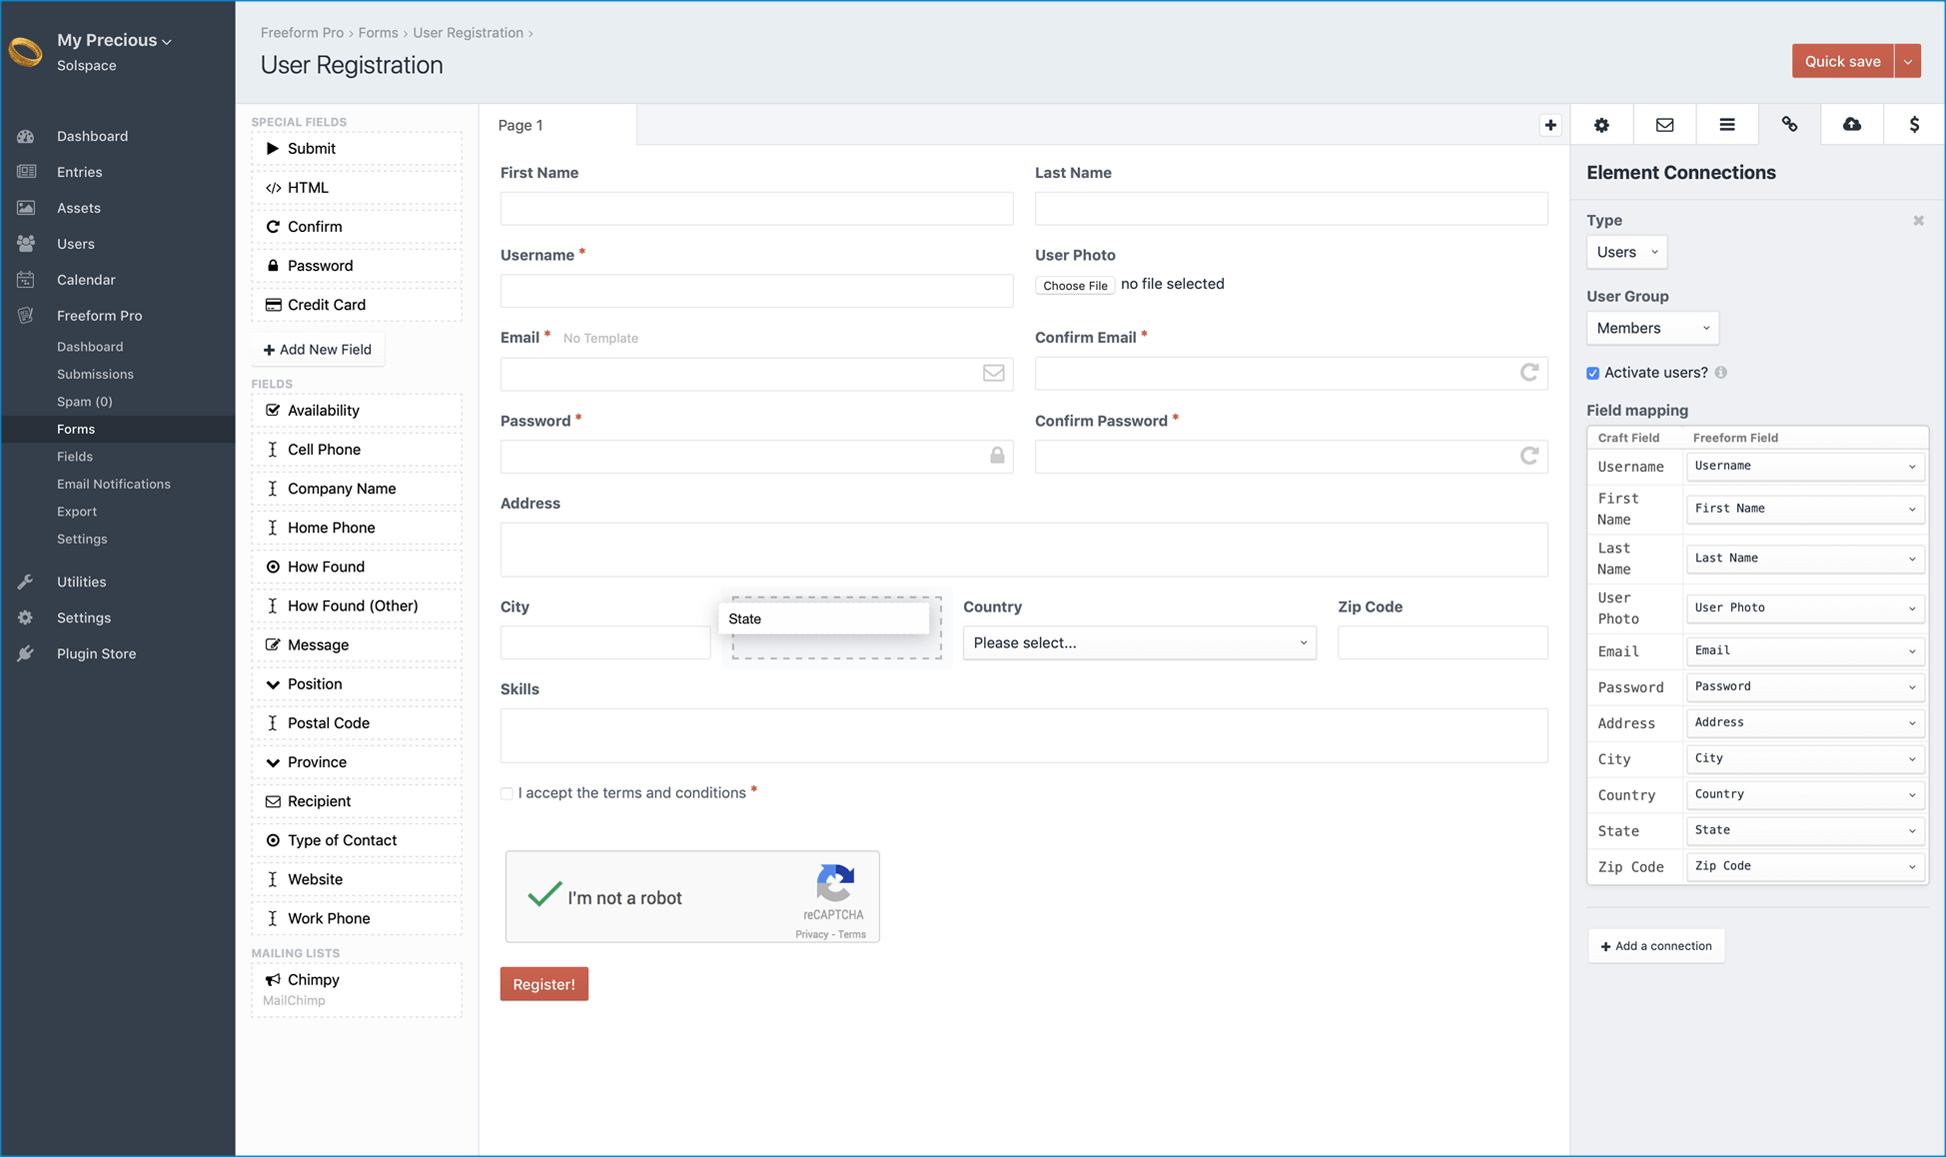 My Precious
Solspace
Dashboard
Entries
Assets
Users
Calendar
Freeform Pro
Dashboard
Submissions
Spam (0)
Forms
Fields
Email Notifications
Export
Settings
Utilities
Settings
Plugin Store
Freeform Pro › Forms › User Registration ›
User Registration
Quick save
SPECIAL FIELDS
Submit
</> HTML
Confirm
Password
Credit Card
+ Add New Field
FIELDS
Availability
Cell Phone
Company Name
Home Phone
How Found
How Found (Other)
Message
Position
Postal Code
Province
Recipient
Type of Contact
Website
Work Phone
MAILING LISTS
Chimpy
MailChimp
Page 1
+
First Name
Last Name
Username *
User Photo
Choose File no file selected
Email * No Template
Confirm Email *
Password *
Confirm Password *
Address
City
State
Country
Please select...
Zip Code
Skills
I accept the terms and conditions *
I'm not a robot
reCAPTCHA
Privacy - Terms
Register!
$
Element Connections
Type
Users
User Group
Members
Activate users?
Field mapping
Craft Field Freeform Field
Username Username
First Name First Name
Last Name Last Name
User Photo User Photo
Email Email
Password Password
Address Address
City City
Country Country
State State
Zip Code Zip Code
+ Add a connection